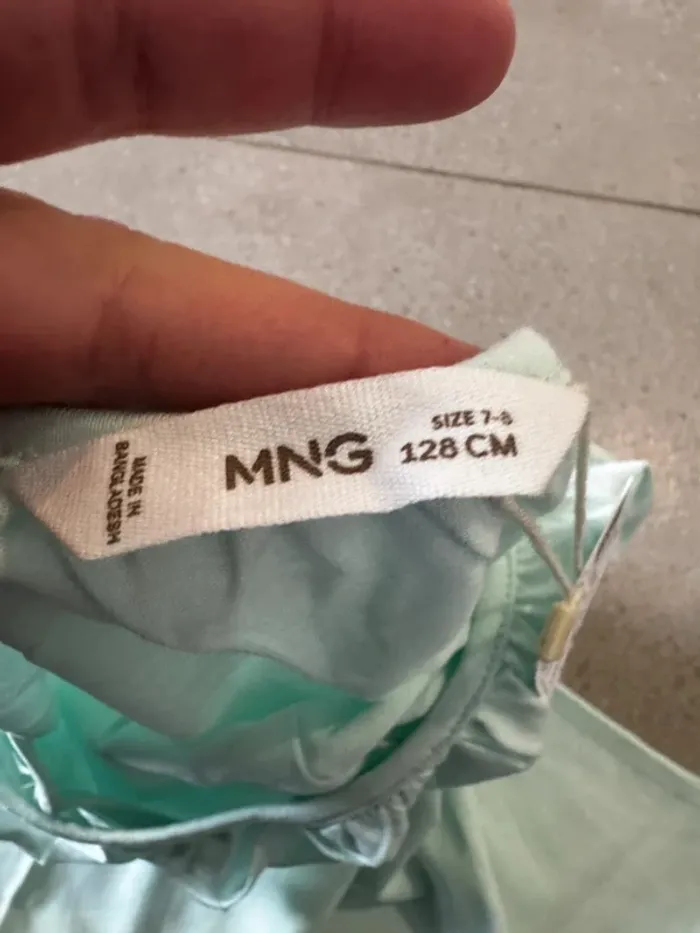 MADE IN
BANGLADESH
MNG
SIZE 7-8
128 CM